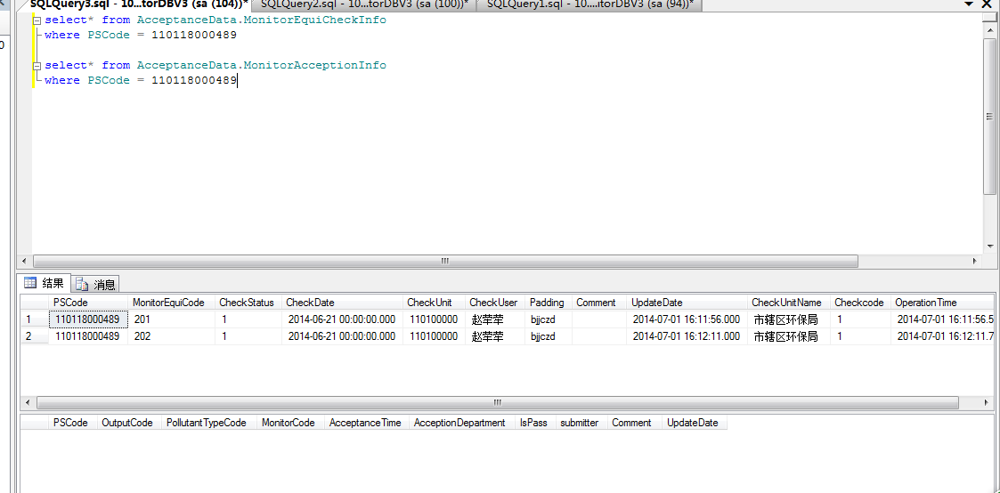 SQLQuery3.sql - 10...torDBV3 (sa (104))* SQLQuery2.sql - 10...torDBV3 (sa (100))* SQLQuery1.sql - 10....itorDBV3 (sa (94))*
select* from AcceptanceData.MonitorEquiCheckInfo
where PSCode = 110118000489
select* from AcceptanceData.MonitorAcceptionInfo
where PSCode = 110118000489
结果 消息
PSCode MonitorEquiCode CheckStatus CheckDate CheckUnit CheckUser Padding Comment UpdateDate CheckUnitName Checkcode OperationTime
1 110118000489 201 1 2014-06-21 00:00:00.000 110100000 赵荦荦 bjjczd 2014-07-01 16:11:56.000 市辖区环保局 1 2014-07-01 16:11:56.5
2 110118000489 202 1 2014-06-21 00:00:00.000 110100000 赵荦荦 bjjczd 2014-07-01 16:12:11.000 市辖区环保局 1 2014-07-01 16:12:11.7
PSCode OutputCode PollutantTypeCode MonitorCode AcceptanceTime AcceptionDepartment IsPass submitter Comment UpdateDate